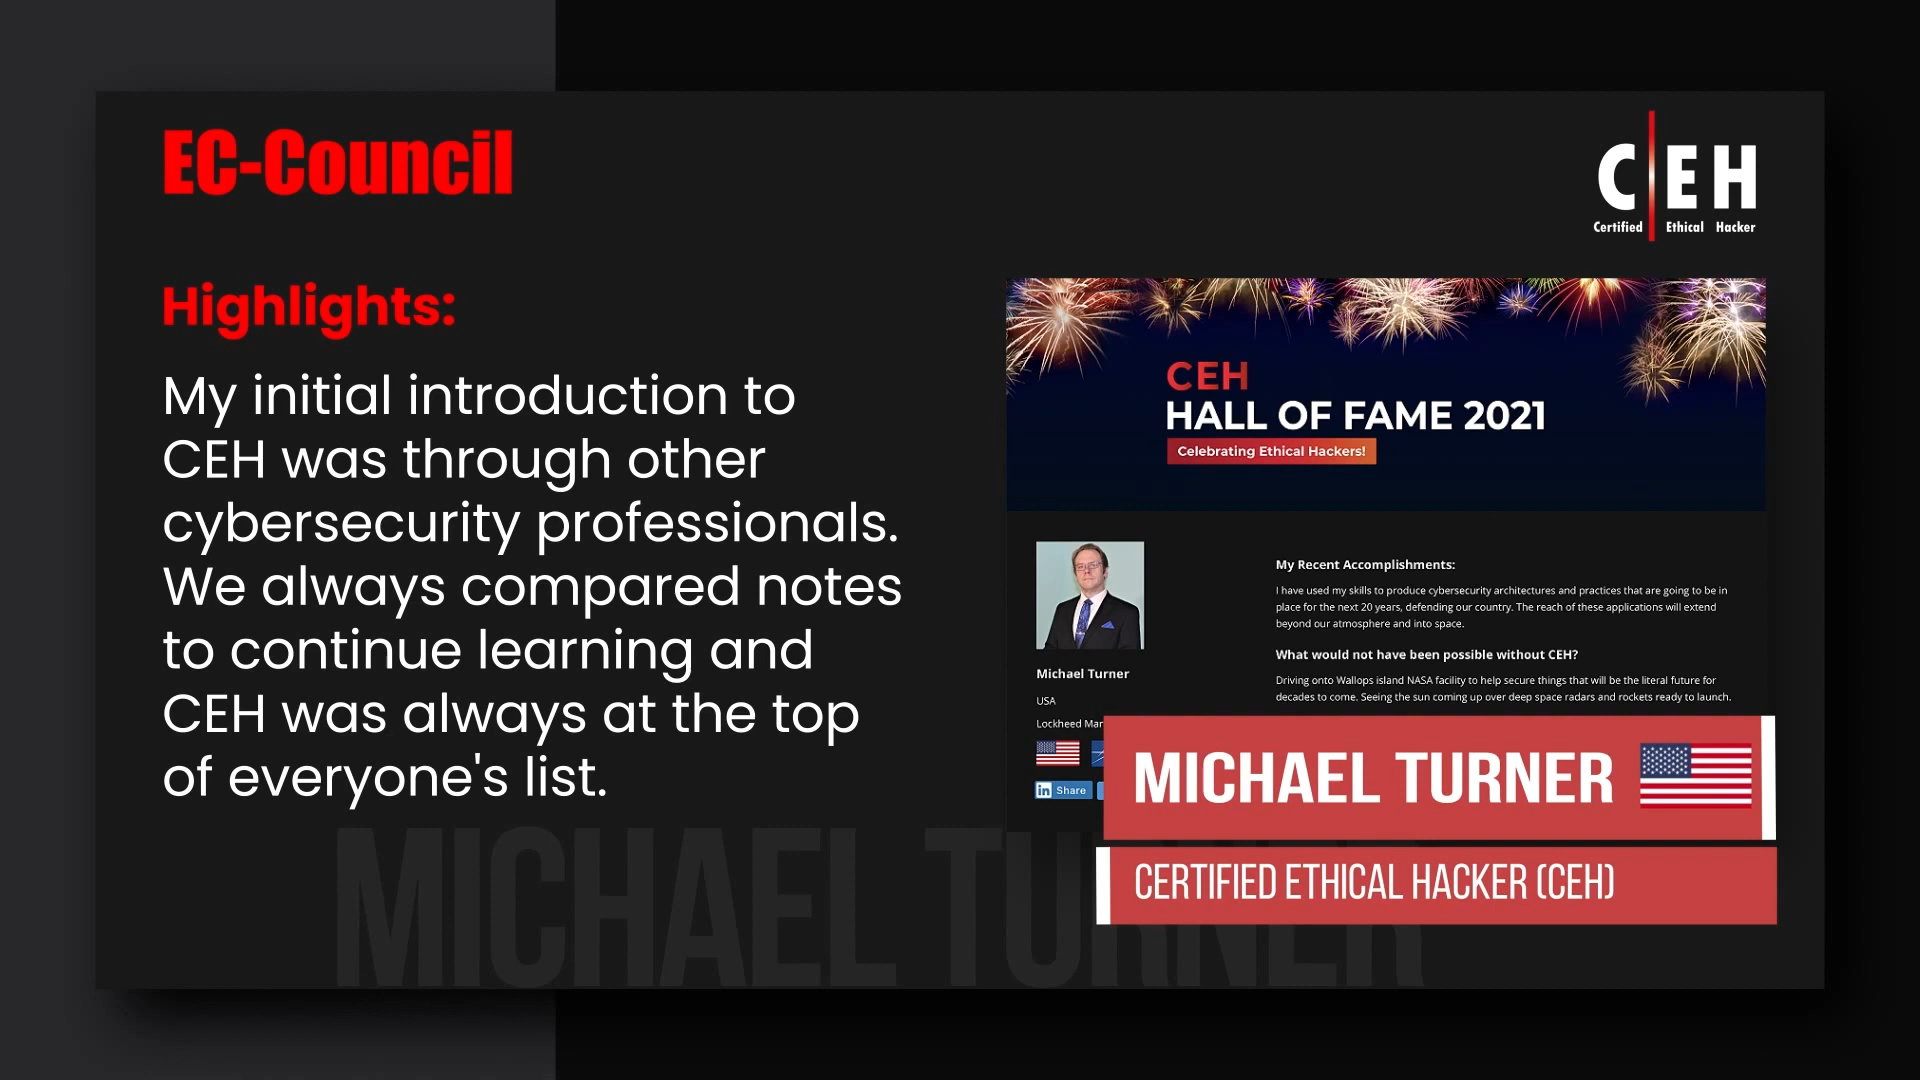 EC-Council
C EH
Certified Ethical Hacker
Highlights:
My initial introduction to
CEH was through other
cybersecurity professionals.
We always compared notes
to continue learning and
CEH was always at the top
of everyone's list.
CEH
HALL OF FAME 2021
Celebrating Ethical Hackers!
Michael Turner
USA
Lockheed Mar
Share
My Recent Accomplishments:
I have used my skills to produce cybersecurity architectures and practices that are going to be in
place for the next 20 years, defending our country. The reach of these applications will extend
beyond our atmosphere and into space.
What would not have been possible without CEH?
Driving onto Wallops island NASA facility to help secure things that will be the literal future for
decades to come. Seeing the sun coming up over deep space radars and rockets ready to launch.
MICHAEL TURNER
CERTIFIED ETHICAL HACKER (CEH)
MICHAEL TURNER